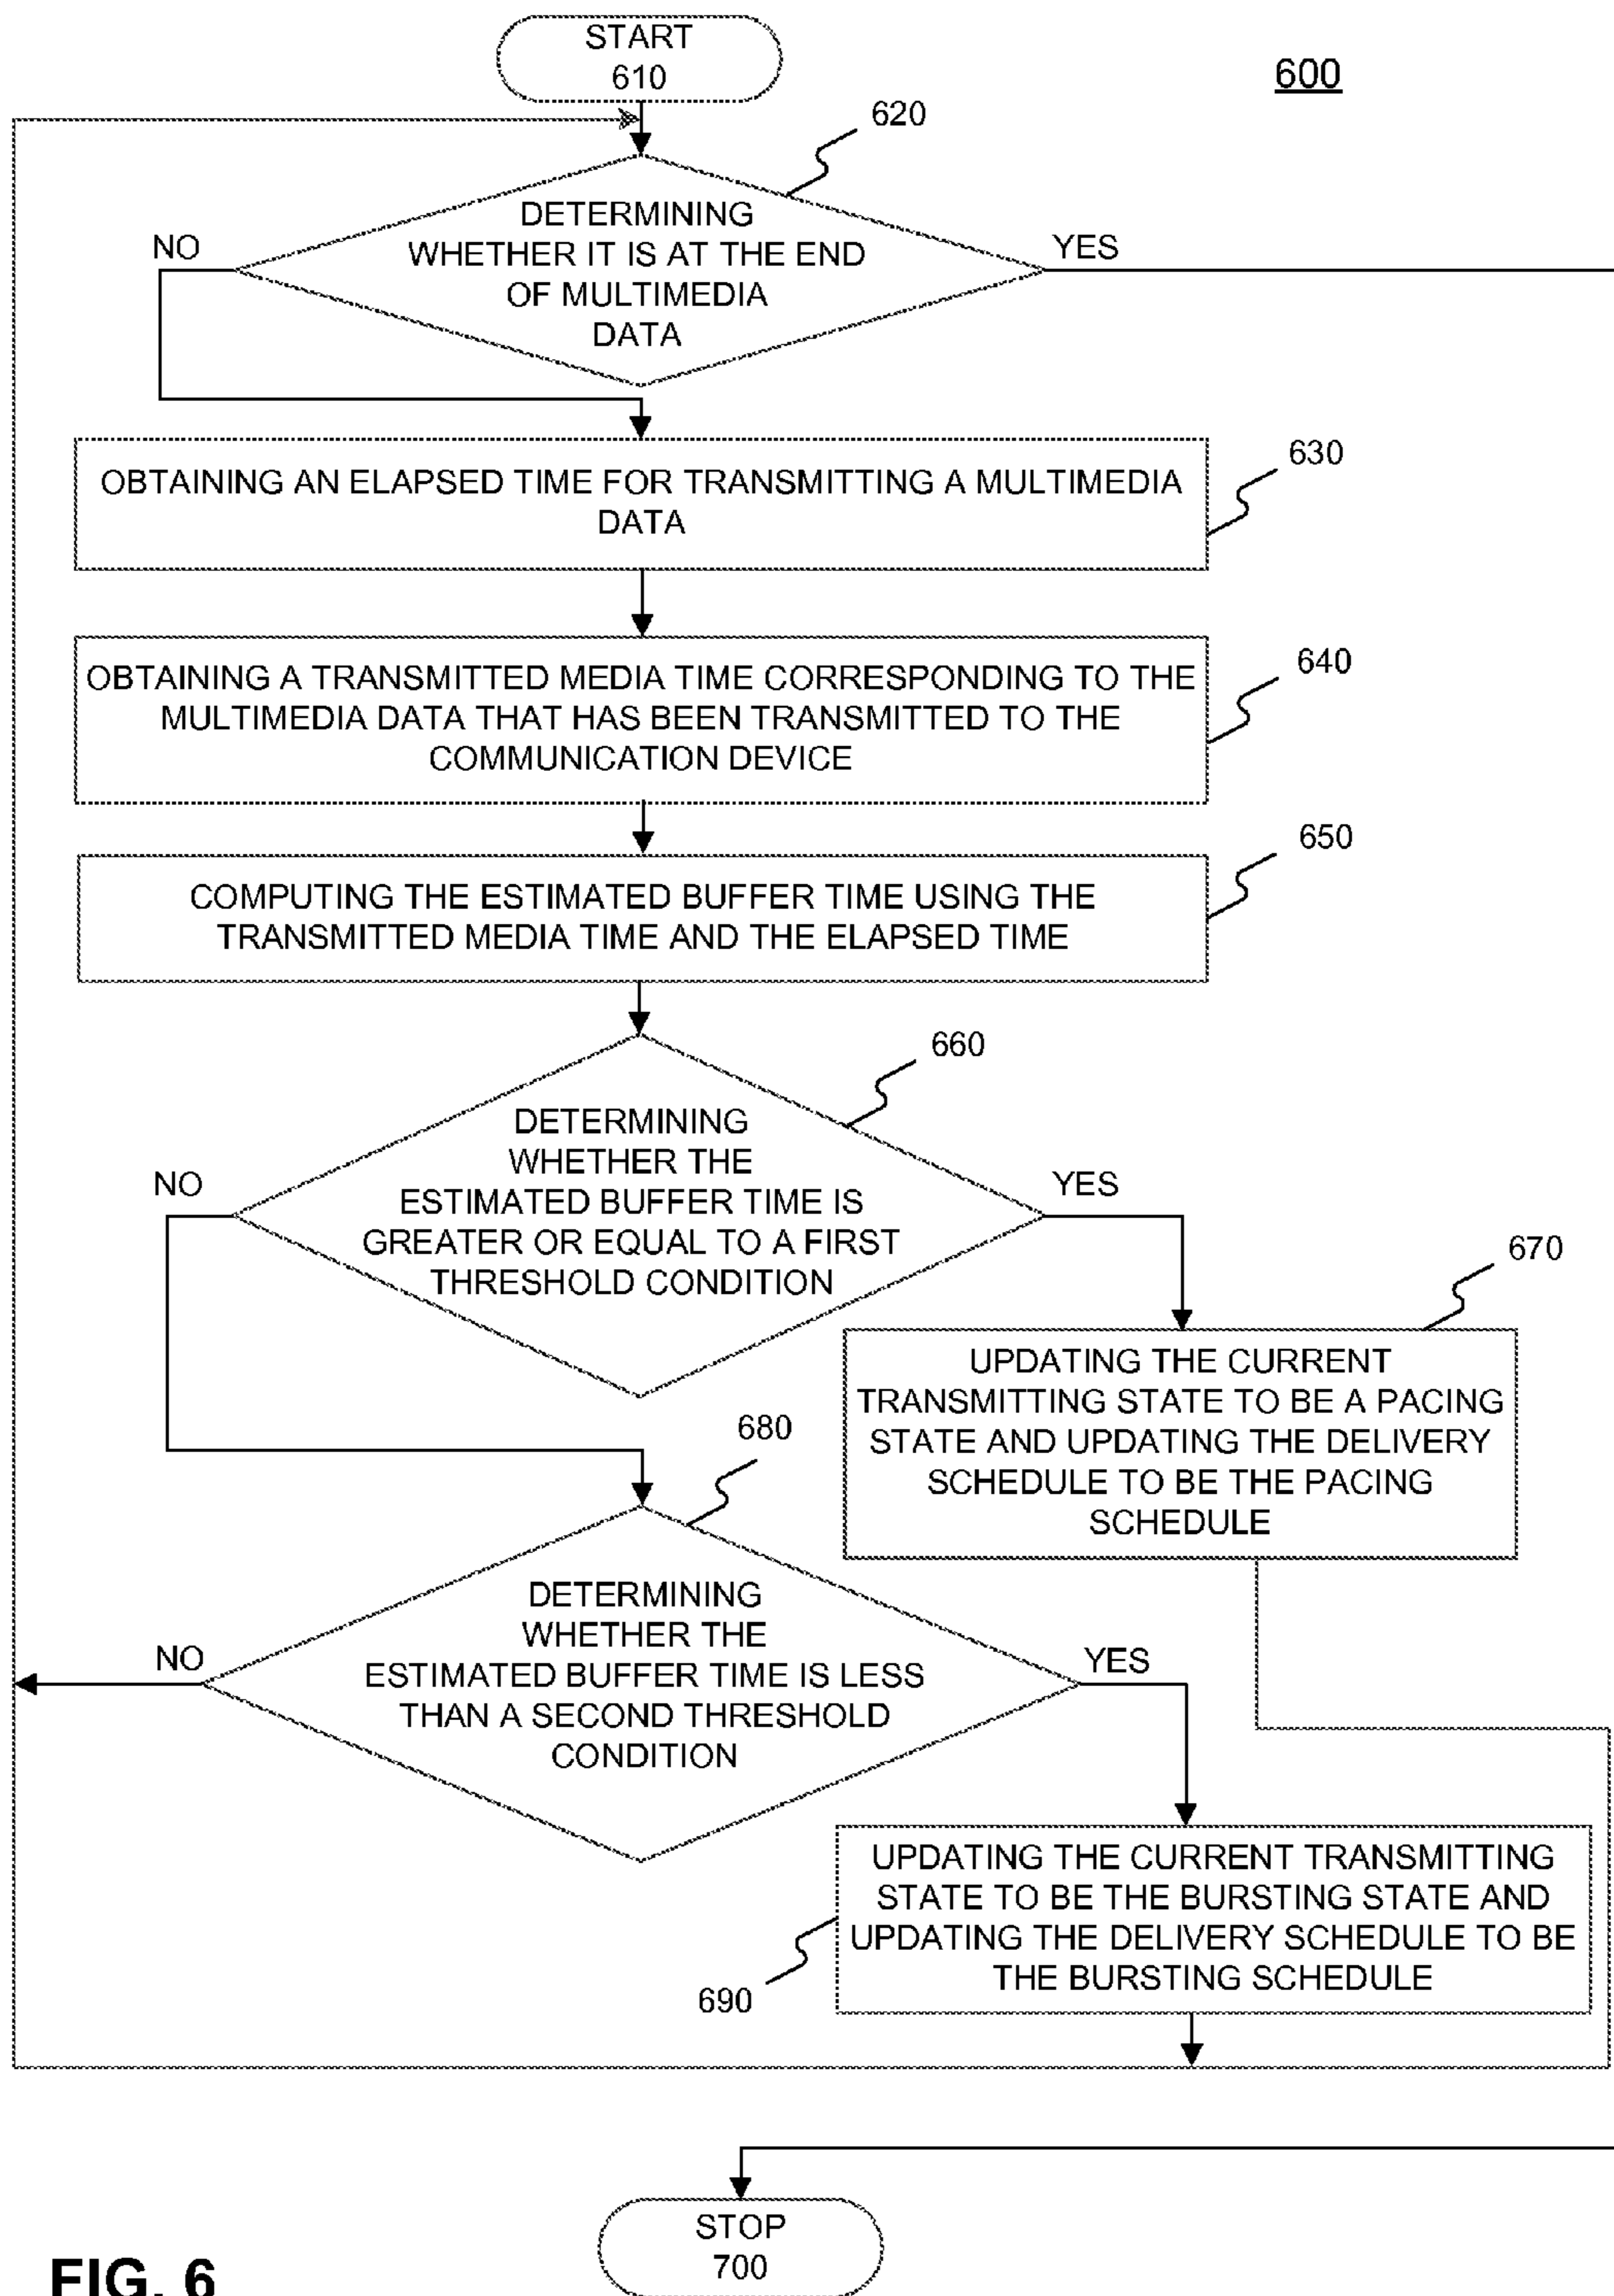 START
610
600
620
DETERMINING
WHETHER IT IS AT THE END
OF MULTIMEDIA
DATA
NO
YES
630
OBTAINING AN ELAPSED TIME FOR TRANSMITTING A MULTIMEDIA
DATA
640
OBTAINING A TRANSMITTED MEDIA TIME CORRESPONDING TO THE
MULTIMEDIA DATA THAT HAS BEEN TRANSMITTED TO THE
COMMUNICATION DEVICE
650
COMPUTING THE ESTIMATED BUFFER TIME USING THE
TRANSMITTED MEDIA TIME AND THE ELAPSED TIME
660
DETERMINING
WHETHER THE
ESTIMATED BUFFER TIME IS
GREATER OR EQUAL TO A FIRST
THRESHOLD CONDITION
NO
YES
670
UPDATING THE CURRENT
TRANSMITTING STATE TO BE A PACING
STATE AND UPDATING THE DELIVERY
SCHEDULE TO BE THE PACING
SCHEDULE
680
DETERMINING
WHETHER THE
ESTIMATED BUFFER TIME IS LESS
THAN A SECOND THRESHOLD
CONDITION
NO
YES
UPDATING THE CURRENT TRANSMITTING
STATE TO BE THE BURSTING STATE AND
UPDATING THE DELIVERY SCHEDULE TO BE
THE BURSTING SCHEDULE
690
STOP
700
FIG. 6